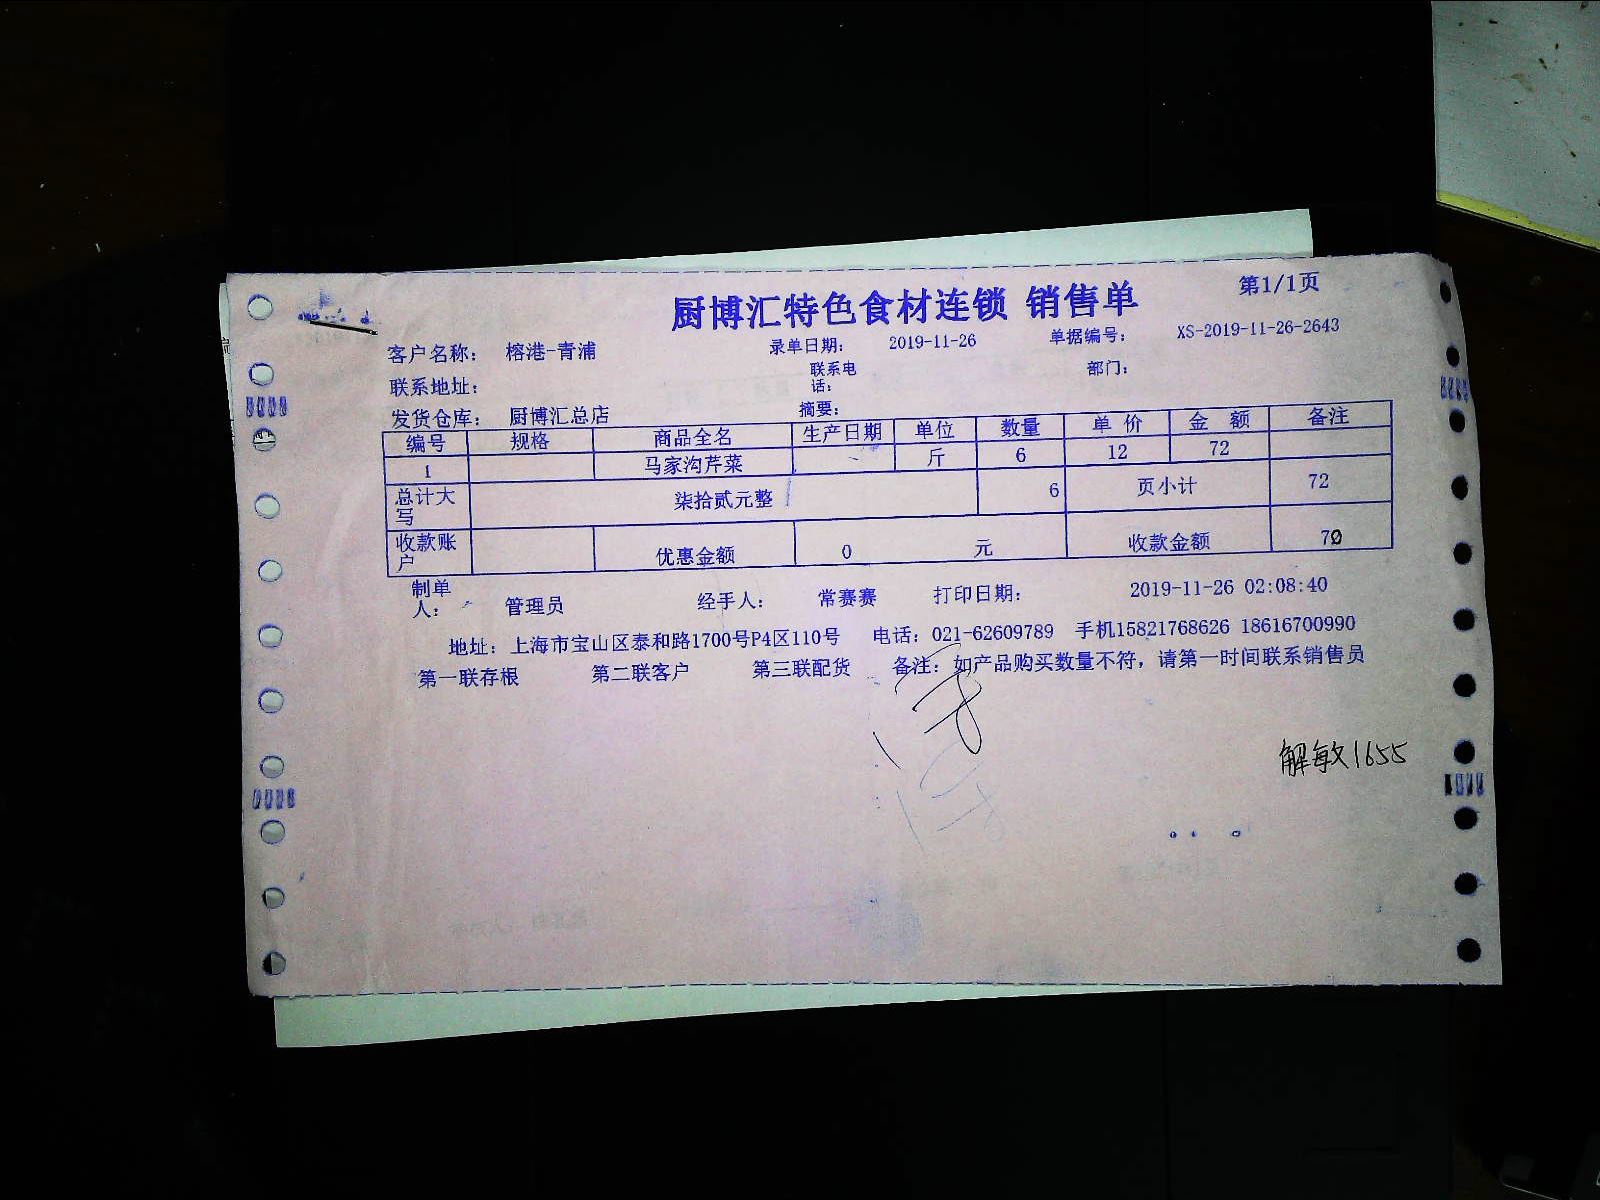 厨博汇特色食材连锁 销售单 第1/1页
客户名称： 榕港-青浦 录单日期： 2019-11-26 单据编号： XS-2019-11-26-2643
联系地址： 联系电话： 部门：
发货仓库： 厨博汇总店 摘要：
编号 规格 商品全名 生产日期 单位 数量 单 价 金 额 备注
1 马家沟芹菜 斤 6 12 72
总计大写 柒拾贰元整 6 页小计 72
收款账户 优惠金额 0 元 收款金额
制单人： 管理员 经手人： 常赛赛 打印日期： 2019-11-26 02:08:40
地址：上海市宝山区泰和路1700号P4区110号 电话：021-62609789 手机15821768626 18616700990
第一联存根 第二联客户 第三联配货 备注：如产品购买数量不符，请第一时间联系销售员
解敏1655